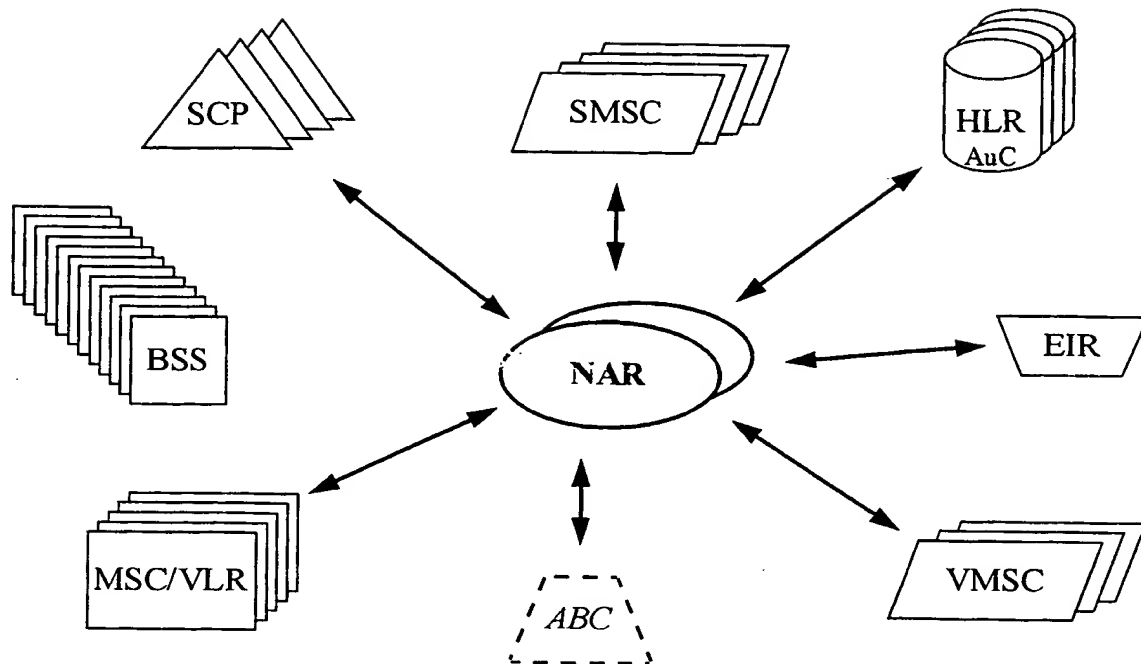 SCP
SMSC
HLR
AuC
BSS
NAR
EIR
MSC/VLR
ABC
VMSC